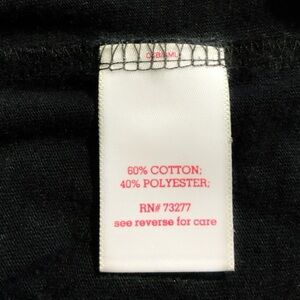 60% COTTON;
40% POLYESTER;
RN# 73277
see reverse for care